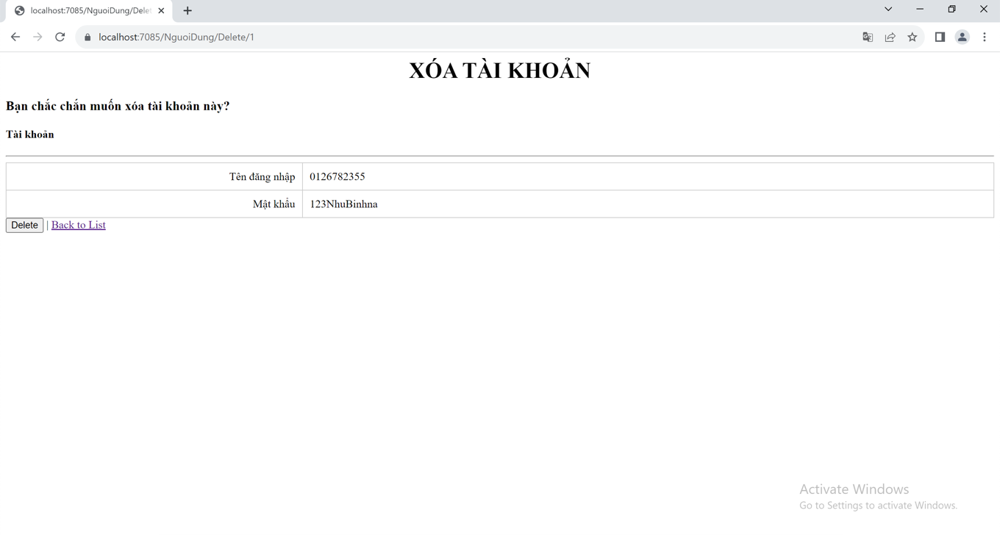 localhost:7085/NguoiDung/Dele
localhost:7085/NguoiDung/Delete/1
XÓA TÀI KHOẢN
Bạn chắc chắn muốn xóa tài khoản này?
Tài khoản
Tên đăng nhập 0126782355
Mật khẩu 123NhuBinhna
Delete | Back to List
Activate Windows
Go to Settings to activate Windows.